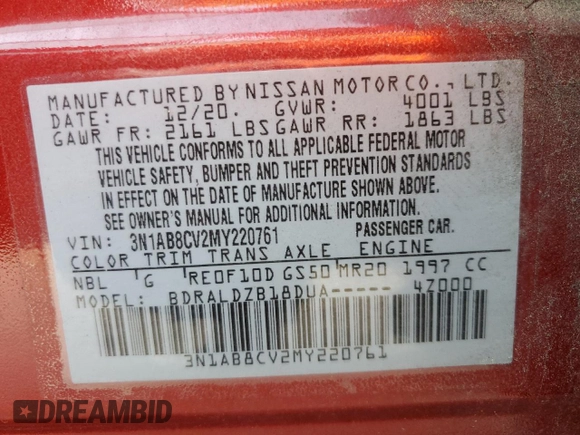 MANUFACTURED BY NISSAN MOTOR CO., LTD.
DATE: 12/20. GVWR: 4001 LBS
GAWR FR: 2161 LBS GAWR RR: 1863 LBS
THIS VEHICLE CONFORMS TO ALL APPLICABLE FEDERAL MOTOR
VEHICLE SAFETY, BUMPER AND THEFT PREVENTION STANDARDS
IN EFFECT ON THE DATE OF MANUFACTURE SHOWN ABOVE.
SEE OWNER'S MANUAL FOR ADDITIONAL INFORMATION.
VIN: 3N1AB8CV2MY220761 PASSENGER CAR.
COLOR TRIM TRANS AXLE ENGINE
NBL G RE0F10D GS50 MR20 1997 CC
MODEL: BDRALDZB18DUA----- 4Z000
3N1AB8CV2MY220761
DREAMBID